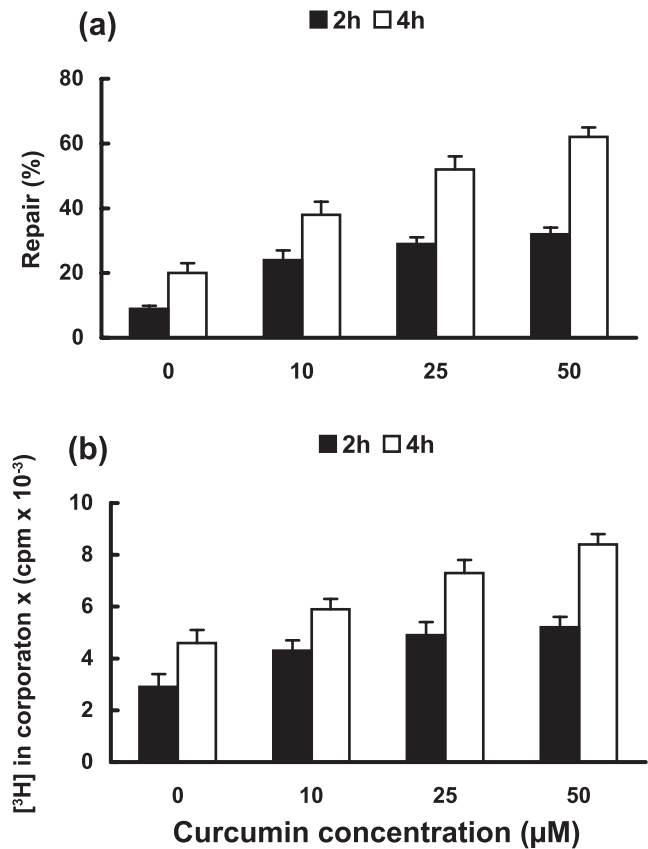 (a)
2h 4h
80
60
40
20
0
Repair (%)
0 10 25 50
(b)
2h 4h
10
8
6
4
2
0
[³H] in corporaton x (cpm x 10⁻³)
0 10 25 50
Curcumin concentration (µM)